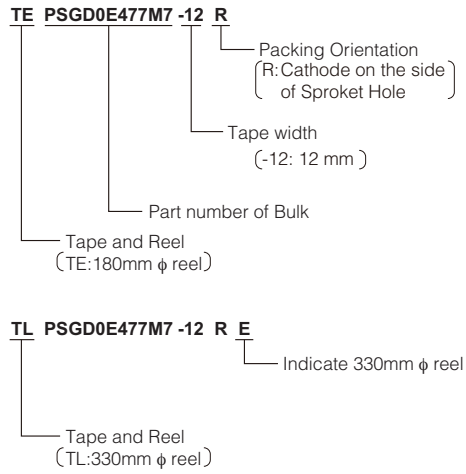 TE PSGD0E477M7 -12 R
Packing Orientation
(R:Cathode on the side
of Sproket Hole)
Tape width
(-12: 12 mm )
Part number of Bulk
Tape and Reel
(TE:180mm ϕ reel)
TL PSGD0E477M7 -12 R E
Indicate 330mm ϕ reel
Tape and Reel
(TL:330mm ϕ reel)